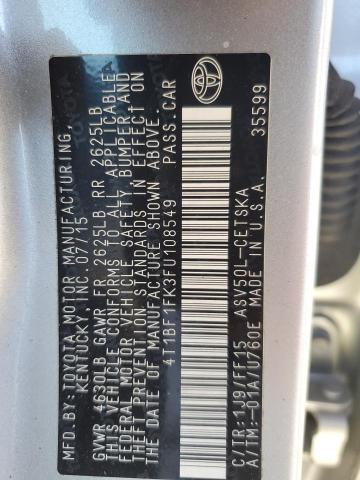 MFD. BY:
TOYOTA MOTOR MANUFACTURING,
KENTUCKY, INC. 07/15
GVWR 4630LB GAWR FR 2625LB RR 2625LB
THIS VEHICLE CONFORMS TO ALL APPLICABLE
FEDERAL MOTOR VEHICLE SAFETY, BUMPER, AND
THEFT PREVENTION STANDARDS IN EFFECT ON
THE DATE OF MANUFACTURE SHOWN ABOVE.
4T1BF1FK3FU108549 PASS.CAR
C/TR: 1J9/FF15 ASV50L-CETSKA
A/TM: -01A/U760E MADE IN U.S.A. 35599